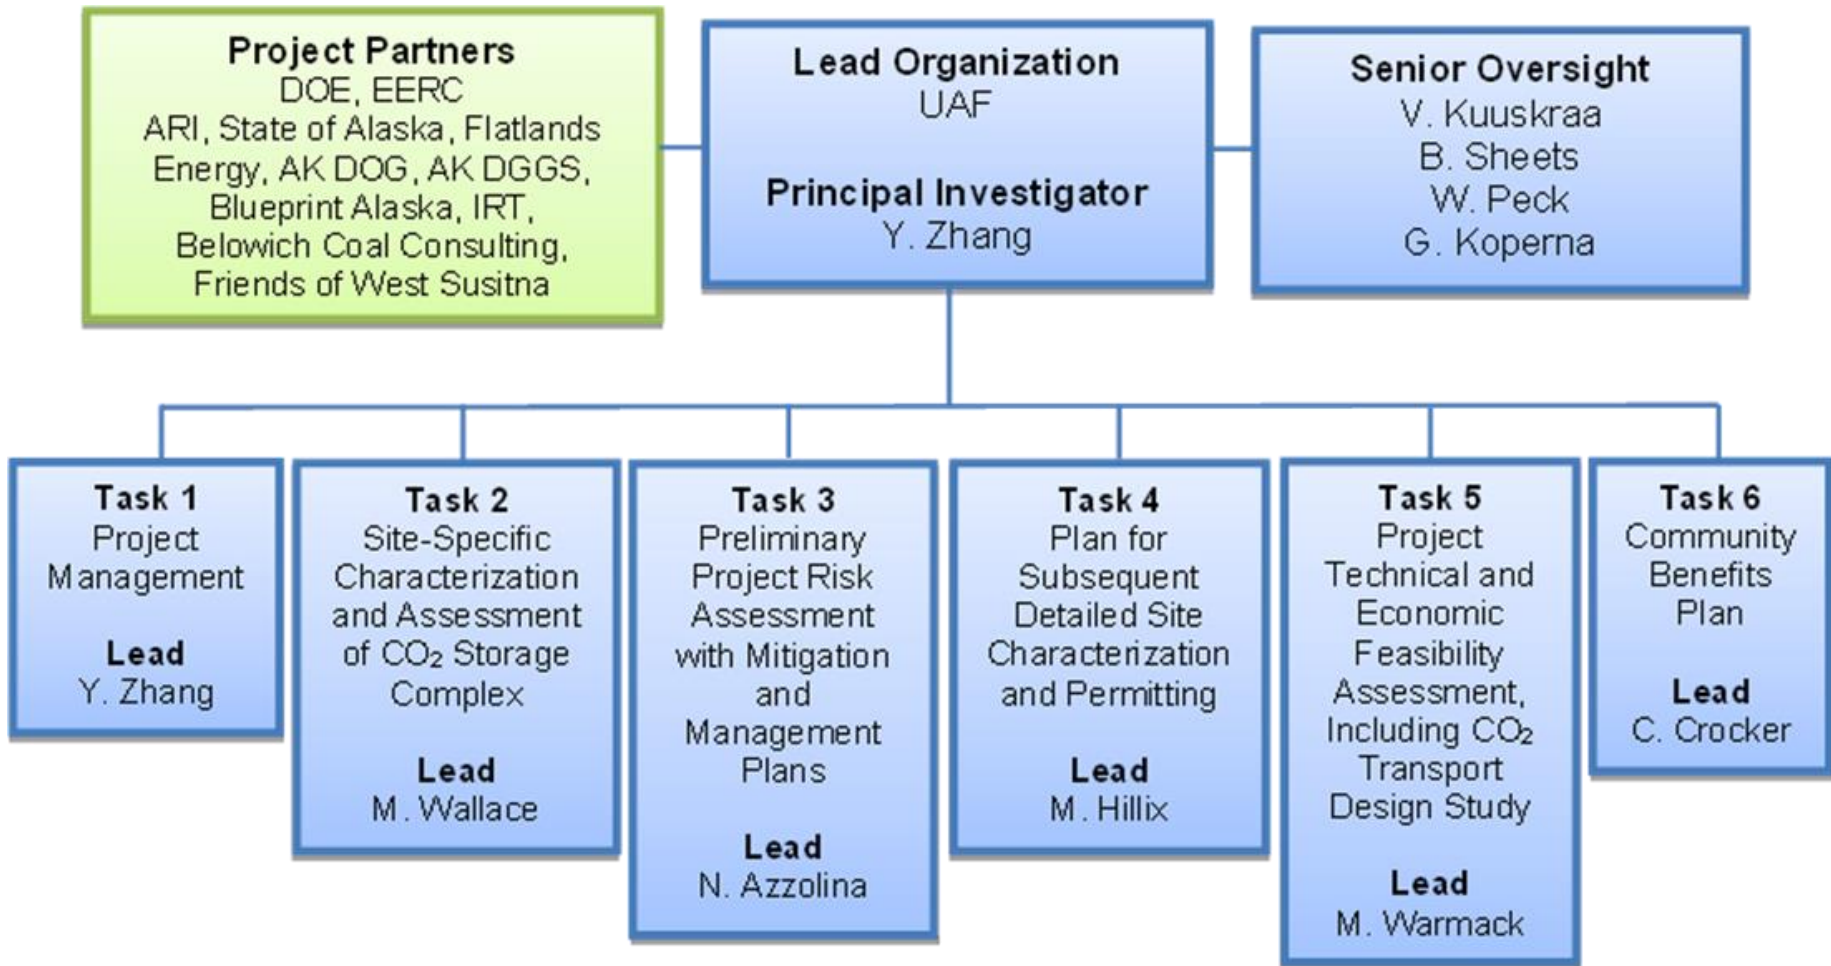 Project Partners
DOE, EERC
ARI, State of Alaska, Flatlands
Energy, AK DOG, AK DGGS,
Blueprint Alaska, IRT,
Belowich Coal Consulting,
Friends of West Susitna
Lead Organization
UAF
Principal Investigator
Y. Zhang
Senior Oversight
V. Kuuskraa
B. Sheets
W. Peck
G. Koperna
Task 1
Project
Management
Lead
Y. Zhang
Task 2
Site-Specific
Characterization
and Assessment
of CO₂ Storage
Complex
Lead
M. Wallace
Task 3
Preliminary
Project Risk
Assessment
with Mitigation
and
Management
Plans
Lead
N. Azzolina
Task 4
Plan for
Subsequent
Detailed Site
Characterization
and Permitting
Lead
M. Hillix
Task 5
Project
Technical and
Economic
Feasibility
Assessment,
Including CO₂
Transport
Design Study
Lead
M. Warmack
Task 6
Community
Benefits
Plan
Lead
C. Crocker